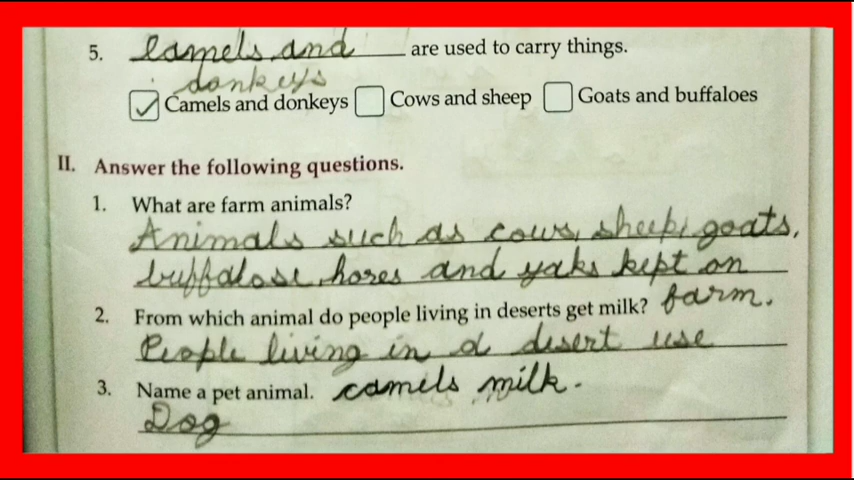 5. camels and are used to carry things.
donkeys
Camels and donkeys Cows and sheep Goats and buffaloes
II. Answer the following questions.
1. What are farm animals?
Animals such as cows, sheep, goats,
buffalose, hores and yaks kept on
farm.
2. From which animal do people living in deserts get milk?
People living in a desert use
camels milk.
3. Name a pet animal.
Dog